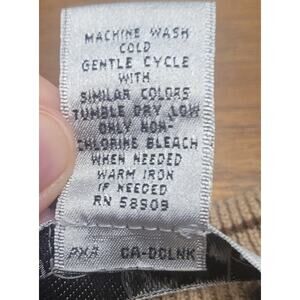 MACHINE WASH
COLD
GENTLE CYCLE
WITH
SIMILAR COLORS
TUMBLE DRY LOW
ONLY NON-
CHLORINE BLEACH
WHEN NEEDED
WARM IRON
IF NEEDED
RN 58909
CA-DCLNK